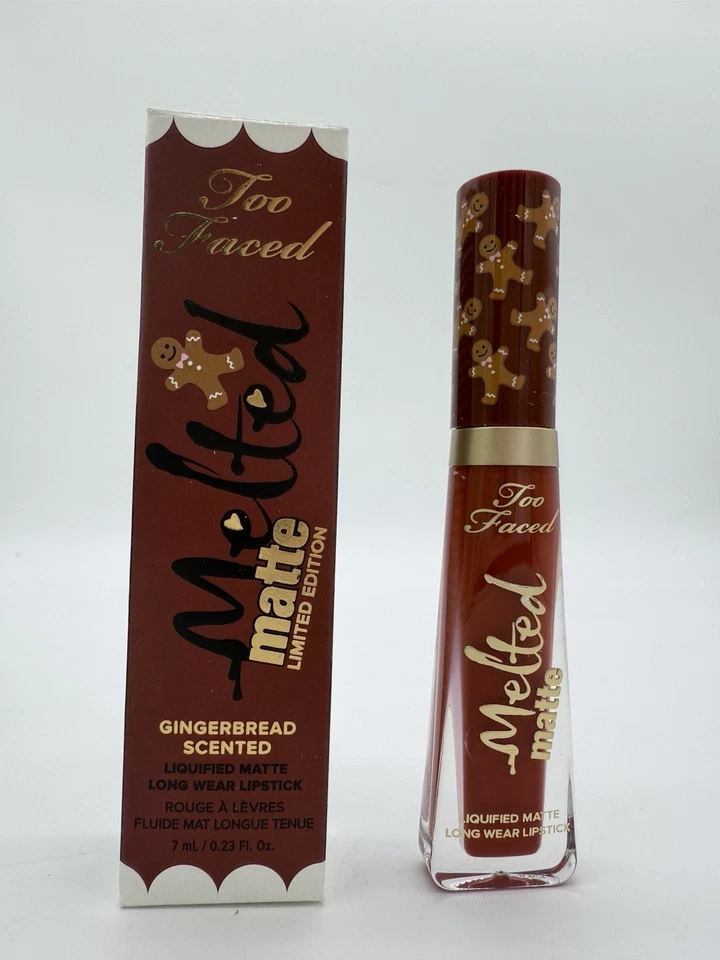 Too
Faced
Melted
matte
LIMITED EDITION
GINGERBREAD
SCENTED
LIQUIFIED MATTE
LONG WEAR LIPSTICK
ROUGE À LÈVRES
FLUIDE MAT LONGUE TENUE
7 mL / 0.23 Fl. Oz.
Too
Faced
Melted
matte
LIQUIFIED MATTE
LONG WEAR LIPSTICK